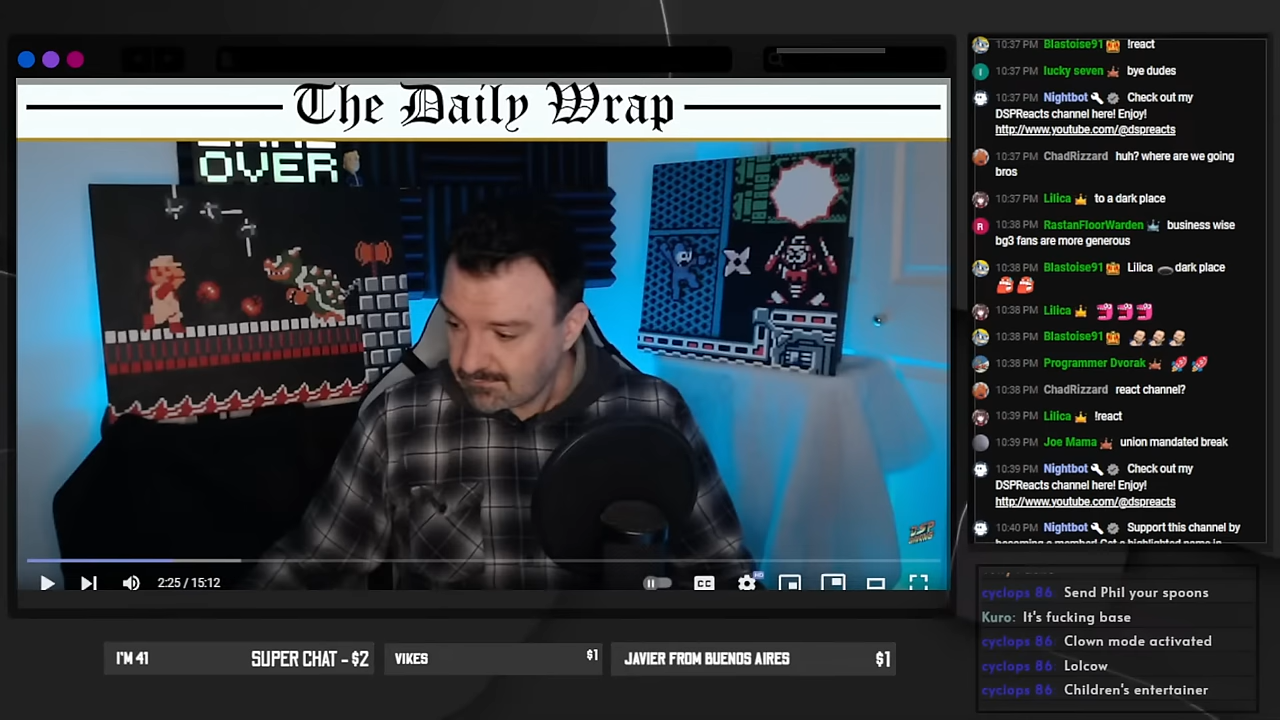 The Daily Wrap
OVER
2:25 / 15:12
CC
HD
I'M 41 SUPER CHAT - $2
VIKES $1
JAVIER FROM BUENOS AIRES $1
10:37 PM Blastoise91 !react
10:37 PM lucky seven bye dudes
10:37 PM Nightbot Check out my
DSPReacts channel here! Enjoy!
http://www.youtube.com/@dspreacts
10:37 PM ChadRizzard huh? where are we going
bros
10:37 PM Lilica to a dark place
10:38 PM RastanFloorWarden business wise
bg3 fans are more generous
10:38 PM Blastoise91 Lilica dark place
10:38 PM Lilica
10:38 PM Blastoise91
10:38 PM Programmer Dvorak
10:38 PM ChadRizzard react channel?
10:39 PM Lilica !react
10:39 PM Joe Mama union mandated break
10:39 PM Nightbot Check out my
DSPReacts channel here! Enjoy!
http://www.youtube.com/@dspreacts
10:40 PM Nightbot Support this channel by
cyclops 86: Send Phil your spoons
Kuro: It's fucking base
cyclops 86: Clown mode activated
cyclops 86: Lolcow
cyclops 86: Children's entertainer